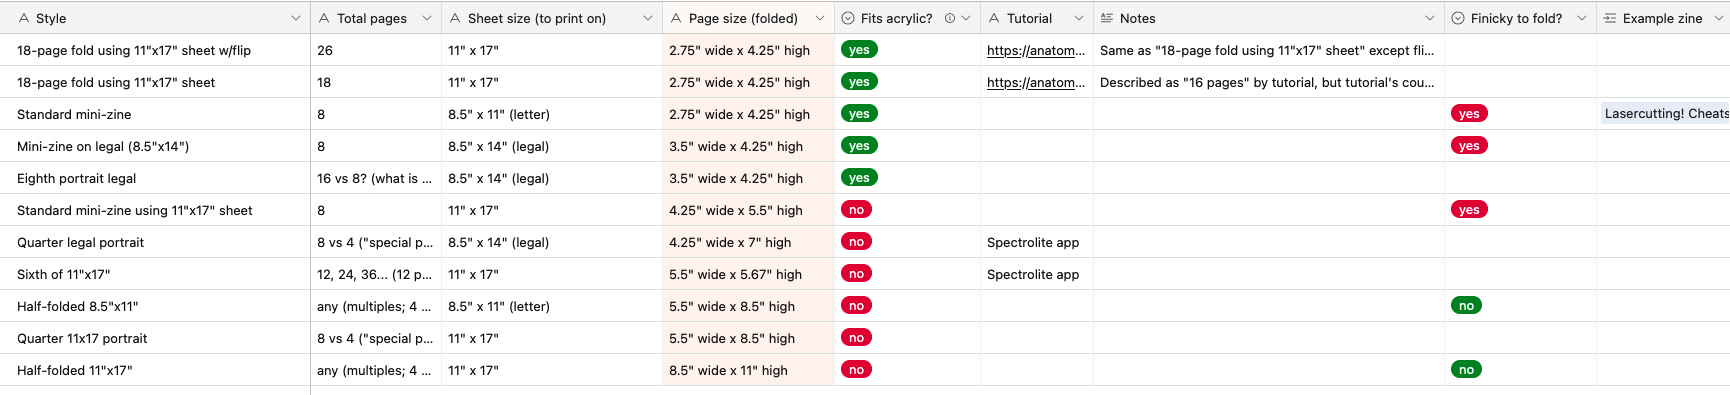 Style Total pages Sheet size (to print on) Page size (folded) Fits acrylic? Tutorial Notes Finicky to fold? Example zine
18-page fold using 11"x17" sheet w/flip 26 11" x 17" 2.75" wide x 4.25" high yes https://anatom... Same as "18-page fold using 11"x17" sheet" except fli...
18-page fold using 11"x17" sheet 18 11" x 17" 2.75" wide x 4.25" high yes https://anatom... Described as "16 pages" by tutorial, but tutorial's cou...
Standard mini-zine 8 8.5" x 11" (letter) 2.75" wide x 4.25" high yes yes Lasercutting! Cheats
Mini-zine on legal (8.5"x14") 8 8.5" x 14" (legal) 3.5" wide x 4.25" high yes yes
Eighth portrait legal 16 vs 8? (what is ... 8.5" x 14" (legal) 3.5" wide x 4.25" high yes
Standard mini-zine using 11"x17" sheet 8 11" x 17" 4.25" wide x 5.5" high no yes
Quarter legal portrait 8 vs 4 ("special p... 8.5" x 14" (legal) 4.25" wide x 7" high no Spectrolite app
Sixth of 11"x17" 12, 24, 36... (12 p... 11" x 17" 5.5" wide x 5.67" high no Spectrolite app
Half-folded 8.5"x11" any (multiples; 4 ... 8.5" x 11" (letter) 5.5" wide x 8.5" high no no
Quarter 11x17 portrait 8 vs 4 ("special p... 11" x 17" 5.5" wide x 8.5" high no
Half-folded 11"x17" any (multiples; 4 ... 11" x 17" 8.5" wide x 11" high no no